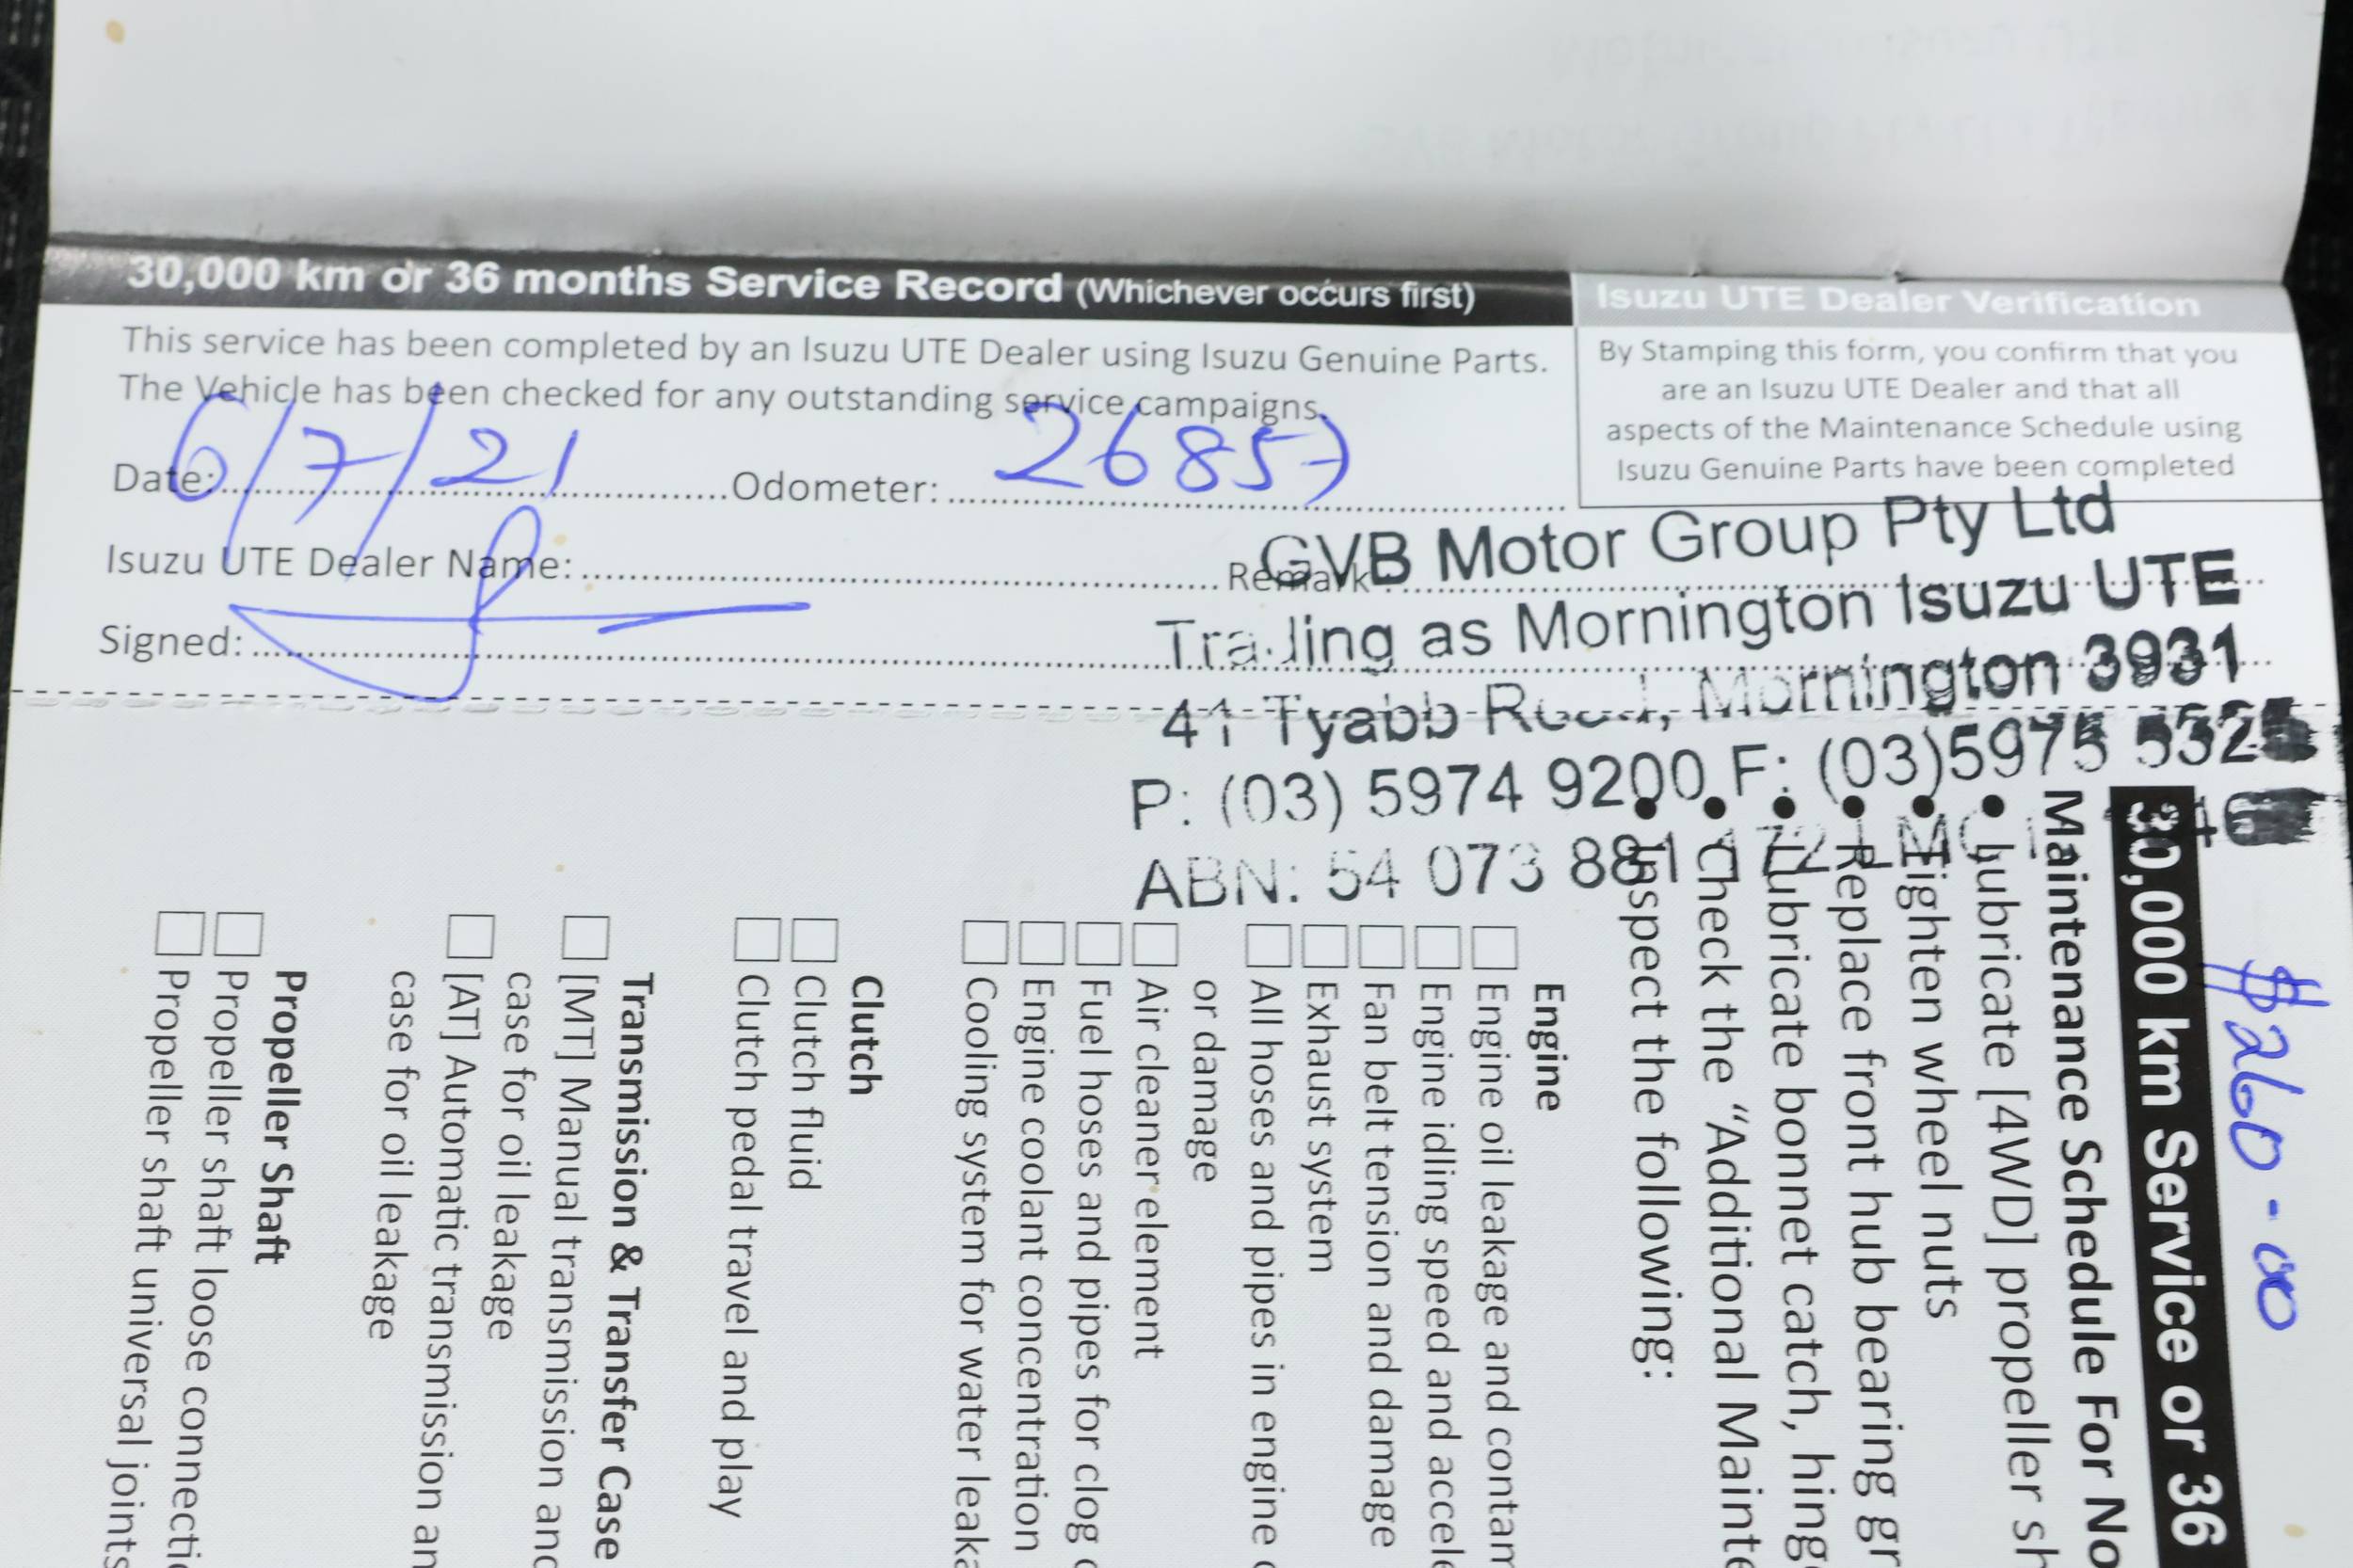 30,000 km or 36 months Service Record (Whichever occurs first)
This service has been completed by an Isuzu UTE Dealer using Isuzu Genuine Parts.
The Vehicle has been checked for any outstanding service campaigns.
Date: 6/7/21 Odometer: 26857
Isuzu UTE Dealer Name: Remark
Signed:
Isuzu UTE Dealer Verification
By Stamping this form, you confirm that you
are an Isuzu UTE Dealer and that all
aspects of the Maintenance Schedule using
Isuzu Genuine Parts have been completed
GVB Motor Group Pty Ltd
Trading as Mornington Isuzu UTE
41 Tyabb Road, Mornington 3931
P: (03) 5974 9200 F: (03)5975 532
ABN: 54 073 881 172
$260-00
30,000 km Service or 36
Maintenance Schedule For No
• Lubricate [4WD] propeller sh
• Tighten wheel nuts
• Replace front hub bearing gr
• Lubricate bonnet catch, hing
• Check the "Additional Mainte
• Inspect the following:
Engine
Engine oil leakage and contam
Engine idling speed and accele
Fan belt tension and damage
Exhaust system
All hoses and pipes in engine
or damage
Air cleaner element
Fuel hoses and pipes for clog
Engine coolant concentration
Cooling system for water leaka
Clutch
Clutch fluid
Clutch pedal travel and play
Transmission & Transfer Case
[MT] Manual transmission and
case for oil leakage
[AT] Automatic transmission an
case for oil leakage
Propeller Shaft
Propeller shaft loose connecti
Propeller shaft universal joints